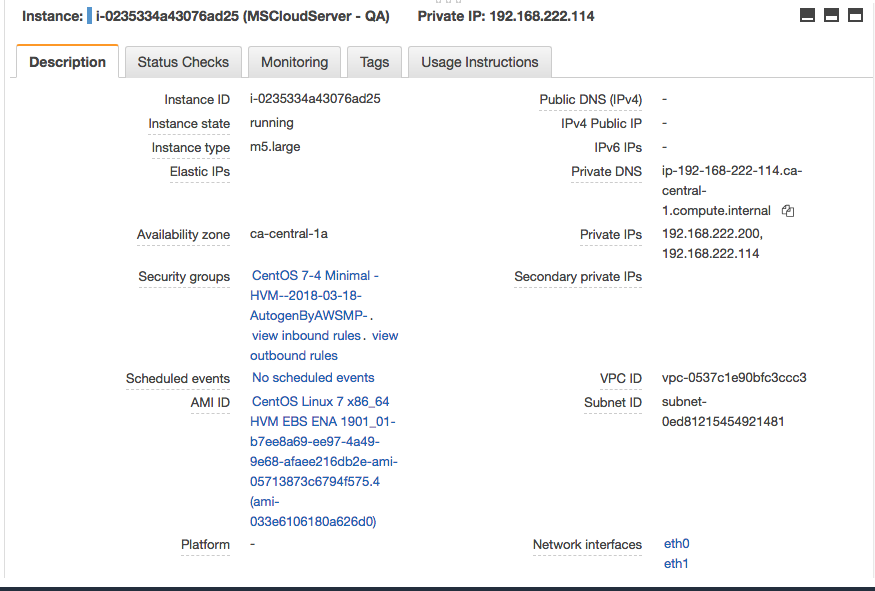 Instance: i-0235334a43076ad25 (MSCloudServer - QA) Private IP: 192.168.222.114
Description Status Checks Monitoring Tags Usage Instructions
Instance ID i-0235334a43076ad25
Instance state running
Instance type m5.large
Elastic IPs
Availability zone ca-central-1a
Security groups CentOS 7-4 Minimal -
HVM--2018-03-18-
AutogenByAWSMP-.
view inbound rules. view
outbound rules
Scheduled events No scheduled events
AMI ID CentOS Linux 7 x86_64
HVM EBS ENA 1901_01-
b7ee8a69-ee97-4a49-
9e68-afaee216db2e-ami-
05713873c6794f575.4
(ami-
033e6106180a626d0)
Platform -
Public DNS (IPv4) -
IPv4 Public IP -
IPv6 IPs -
Private DNS ip-192-168-222-114.ca-
central-
1.compute.internal
Private IPs 192.168.222.200,
192.168.222.114
Secondary private IPs
VPC ID vpc-0537c1e90bfc3ccc3
Subnet ID subnet-
0ed81215454921481
Network interfaces eth0
eth1